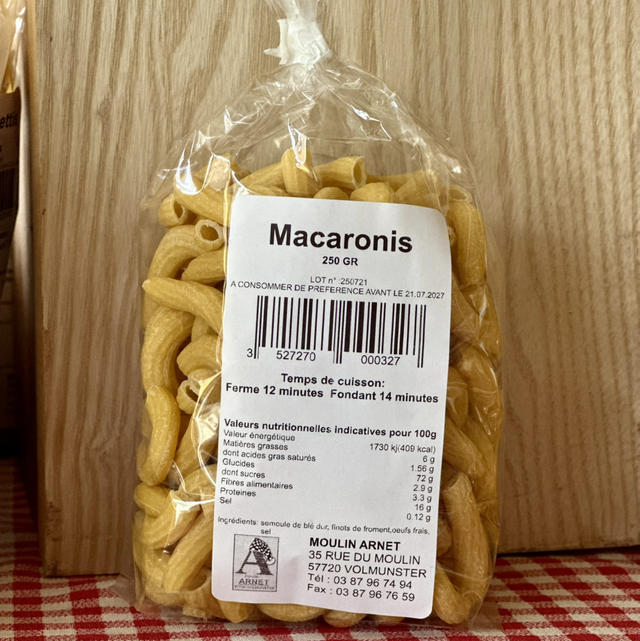 Macaronis
250 GR
LOT n° :250721
A CONSOMMER DE PREFERENCE AVANT LE 21.07.2027
3 527270 000327
Temps de cuisson:
Ferme 12 minutes Fondant 14 minutes
Valeurs nutritionnelles indicatives pour 100g
Valeur énergétique 1730 kj(409 kcal)
Matières grasses 6 g
dont acides gras saturés 1.56 g
Glucides 72 g
dont sucres 2.9 g
Fibres alimentaires 3.3 g
Proteines 16 g
Sel 0.12 g
Ingrédients: semoule de blé dur, finots de froment,oeufs frais,
sel
A
ARNET
MOULIN ARNET
35 RUE DU MOULIN
57720 VOLMUNSTER
Tél : 03 87 96 74 94
Fax : 03 87 96 76 59